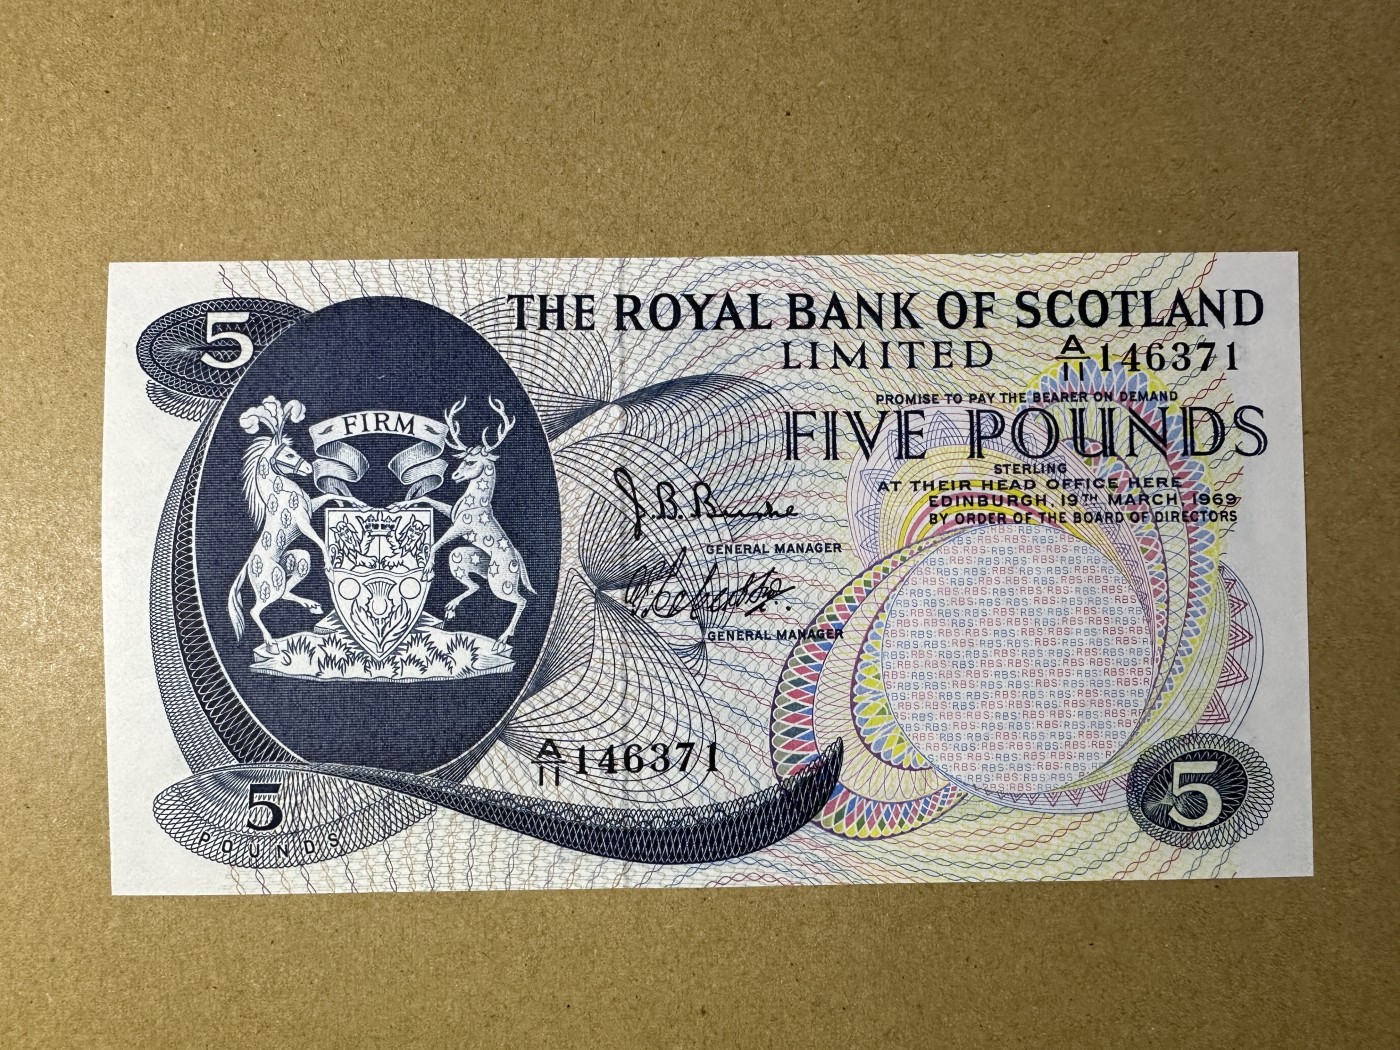 5
THE ROYAL BANK OF SCOTLAND
LIMITED A/11 146371
PROMISE TO PAY THE BEARER ON DEMAND
FIVE POUNDS
STERLING
AT THEIR HEAD OFFICE HERE
EDINBURGH, 19TH MARCH 1969
BY ORDER OF THE BOARD OF DIRECTORS
FIRM
J.B. Burke
GENERAL MANAGER
GENERAL MANAGER
A/11 146371
5
POUNDS
5